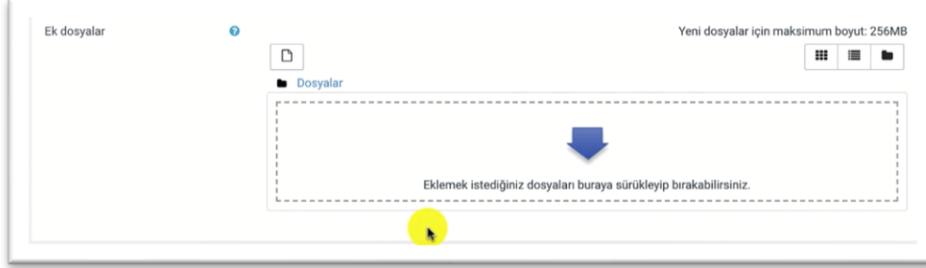 Ek dosyalar
Yeni dosyalar için maksimum boyut: 256MB
Dosyalar
Eklemek istediğiniz dosyaları buraya sürükleyip bırakabilirsiniz.